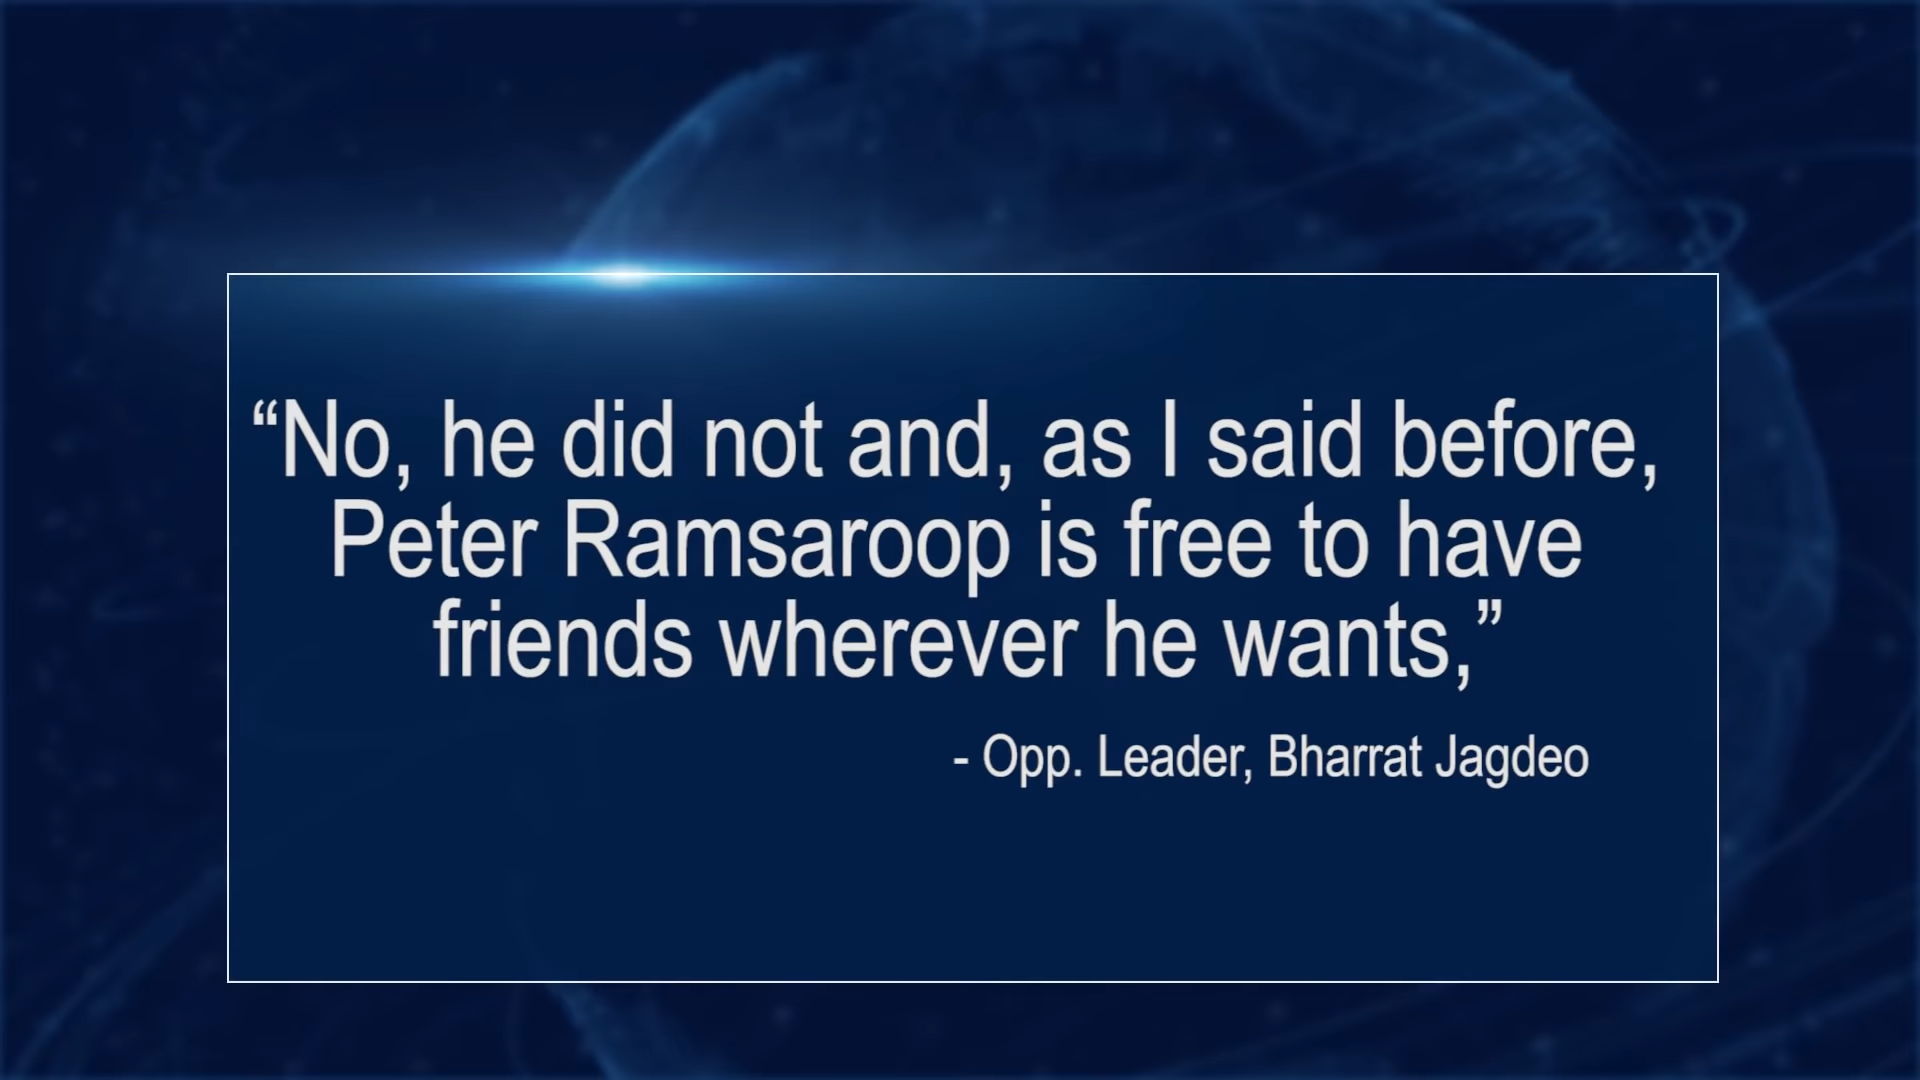 “No, he did not and, as I said before,
Peter Ramsaroop is free to have
friends wherever he wants,”
- Opp. Leader, Bharrat Jagdeo